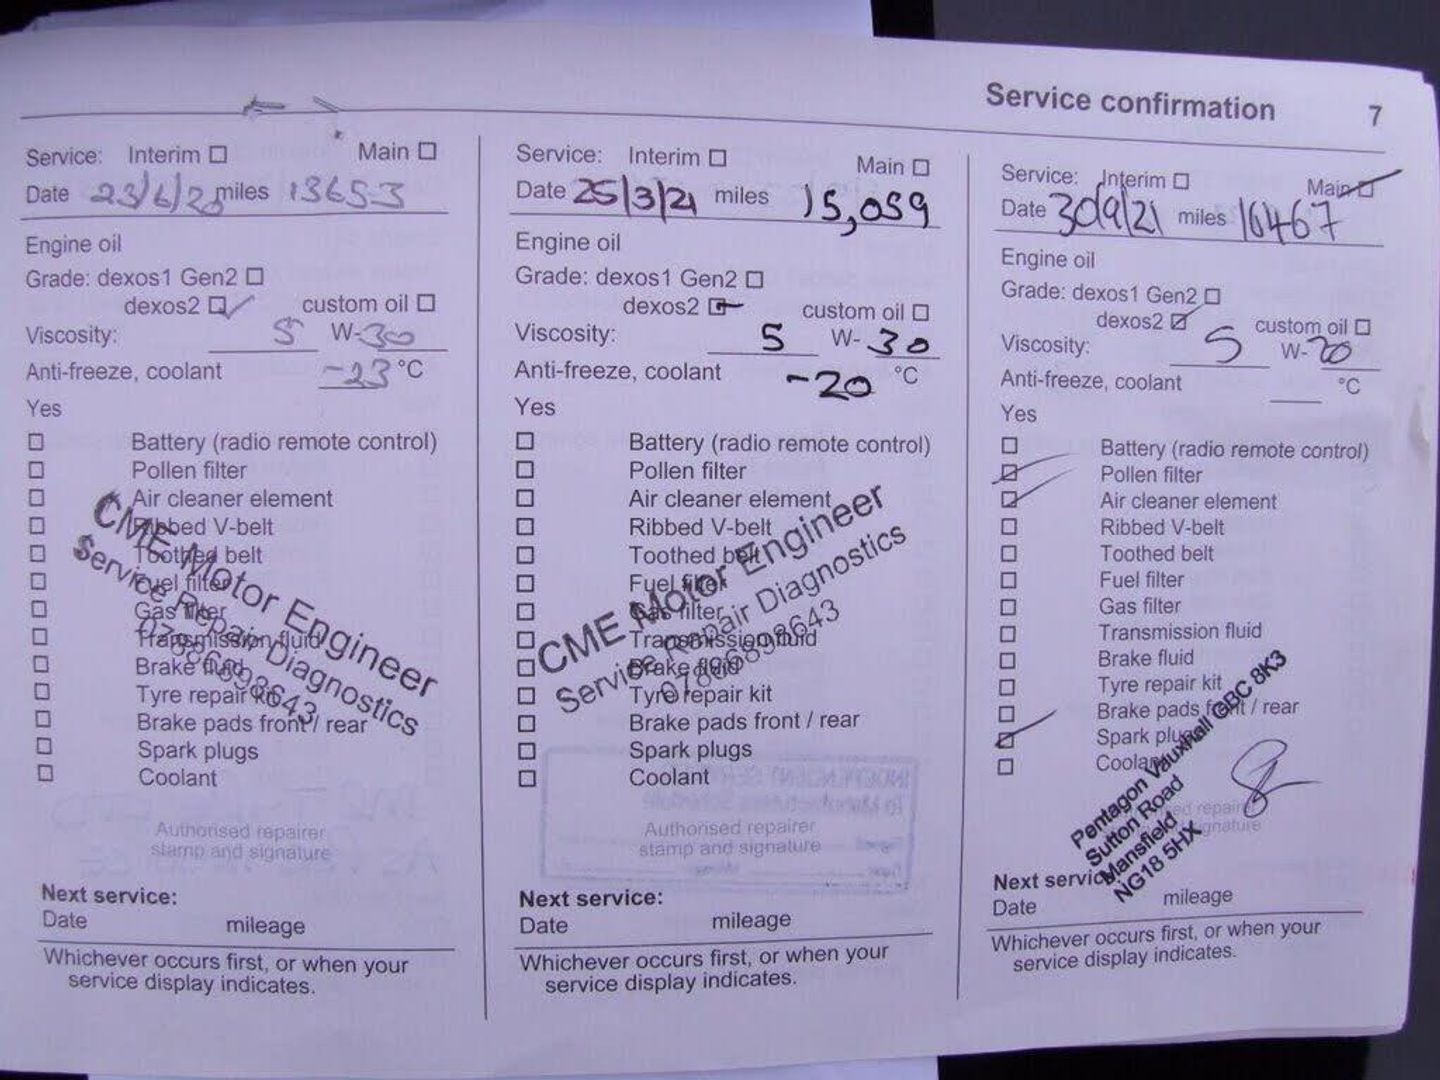 Service confirmation 7
Service: Interim Main
Date 23/6/20 miles 13653
Engine oil
Grade: dexos1 Gen2
dexos2 custom oil
Viscosity: 5 W-30
Anti-freeze, coolant -23 °C
Yes
Battery (radio remote control)
Pollen filter
Air cleaner element
Ribbed V-belt
Toothed belt
Fuel filter
Gas filter
Transmission fluid
Brake fluid
Tyre repair kit
Brake pads front / rear
Spark plugs
Coolant
CME Motor Engineer
Service Repair Diagnostics
07866898643
Authorised repairer
stamp and signature
Next service:
Date mileage
Whichever occurs first, or when your
service display indicates.
Service: Interim Main
Date 25/3/21 miles 15,059
Engine oil
Grade: dexos1 Gen2
dexos2 custom oil
Viscosity: 5 W-30
Anti-freeze, coolant -20 °C
Yes
Battery (radio remote control)
Pollen filter
Air cleaner element
Ribbed V-belt
Toothed belt
Fuel filter
Gas filter
Transmission fluid
Brake fluid
Tyre repair kit
Brake pads front / rear
Spark plugs
Coolant
CME Motor Engineer
Service Repair Diagnostics
07866898643
Authorised repairer
stamp and signature
Next service:
Date mileage
Whichever occurs first, or when your
service display indicates.
Service: Interim Main
Date 30/9/21 miles 16467
Engine oil
Grade: dexos1 Gen2
dexos2 custom oil
Viscosity: 5 W-
Anti-freeze, coolant °C
Yes
Battery (radio remote control)
Pollen filter
Air cleaner element
Ribbed V-belt
Toothed belt
Fuel filter
Gas filter
Transmission fluid
Brake fluid
Tyre repair kit
Brake pads front / rear
Spark plugs
Coolant
Pentagon Vauxhall GBC 8K3
Sutton Road
Mansfield
NG18 5HX
repairer
signature
Next service
Date mileage
Whichever occurs first, or when your
service display indicates.